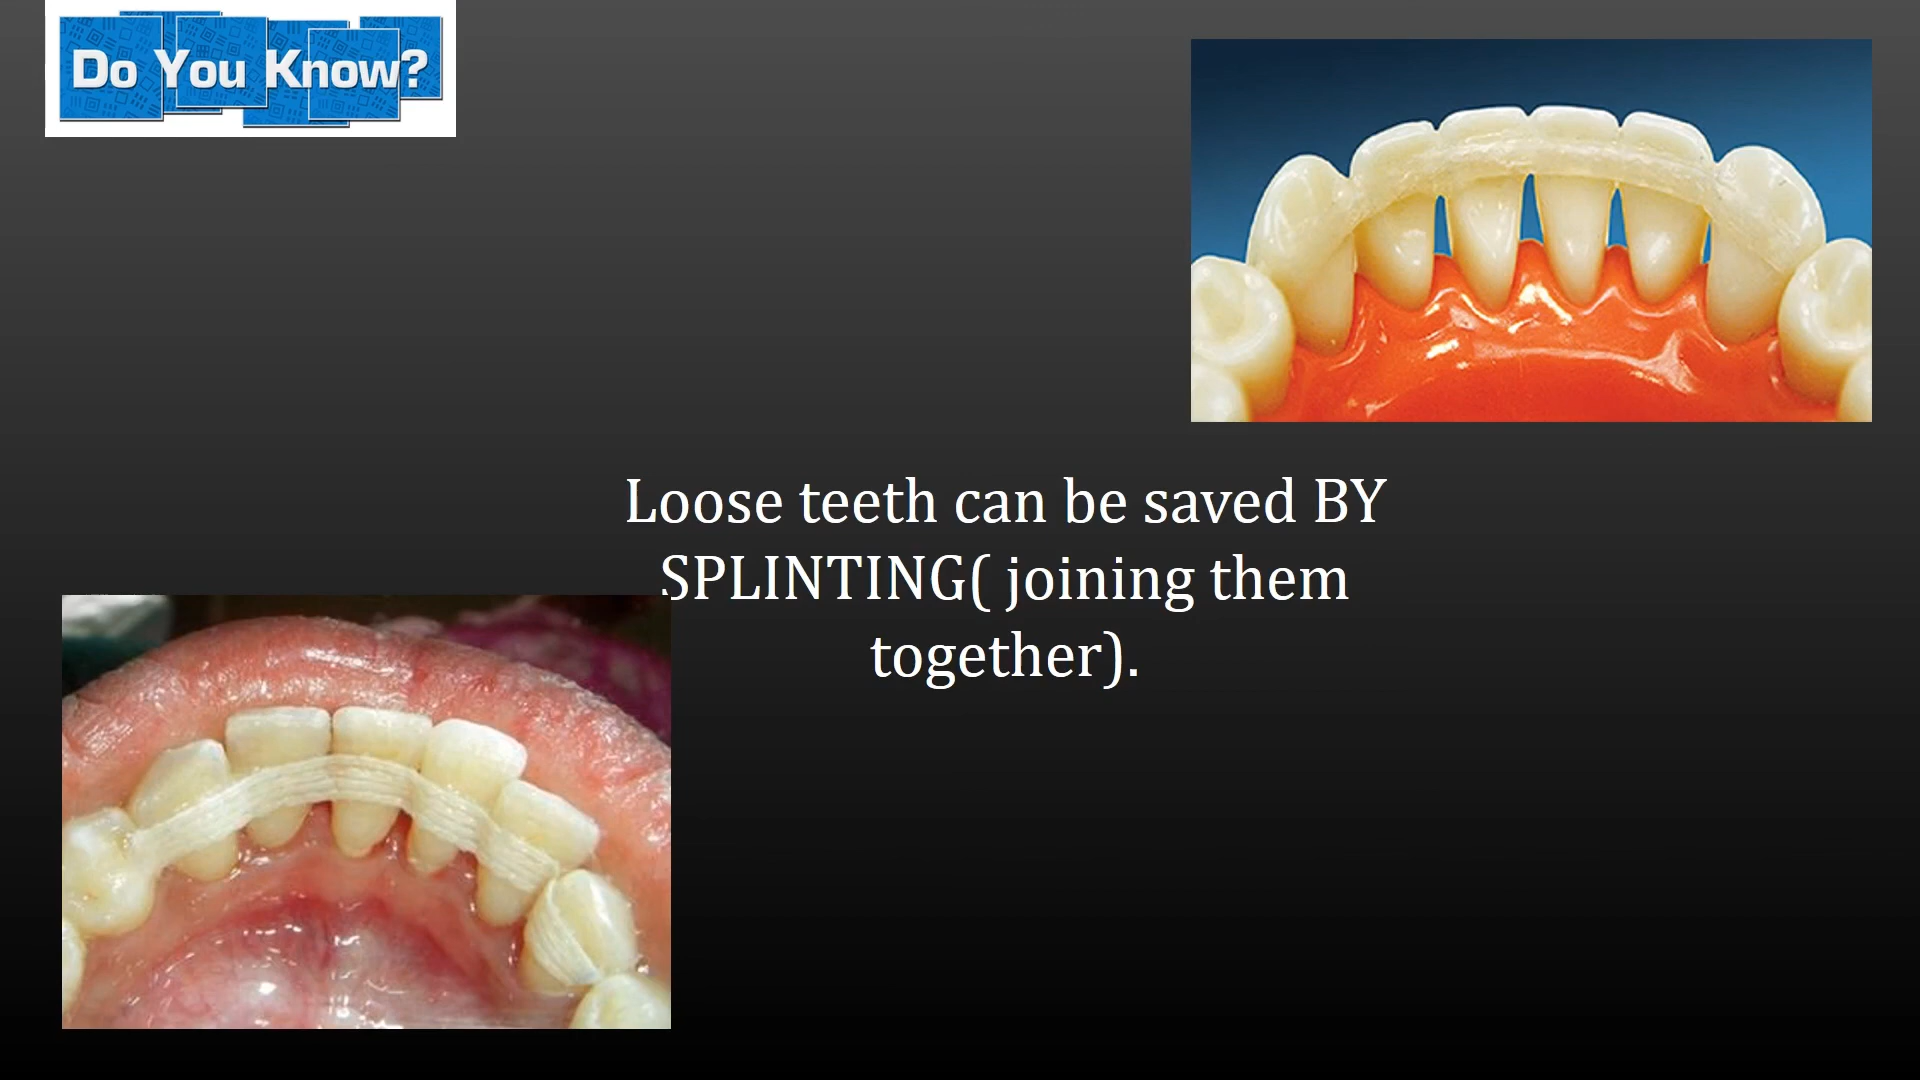 Do You Know?
Loose teeth can be saved BY
SPLINTING( joining them
together).